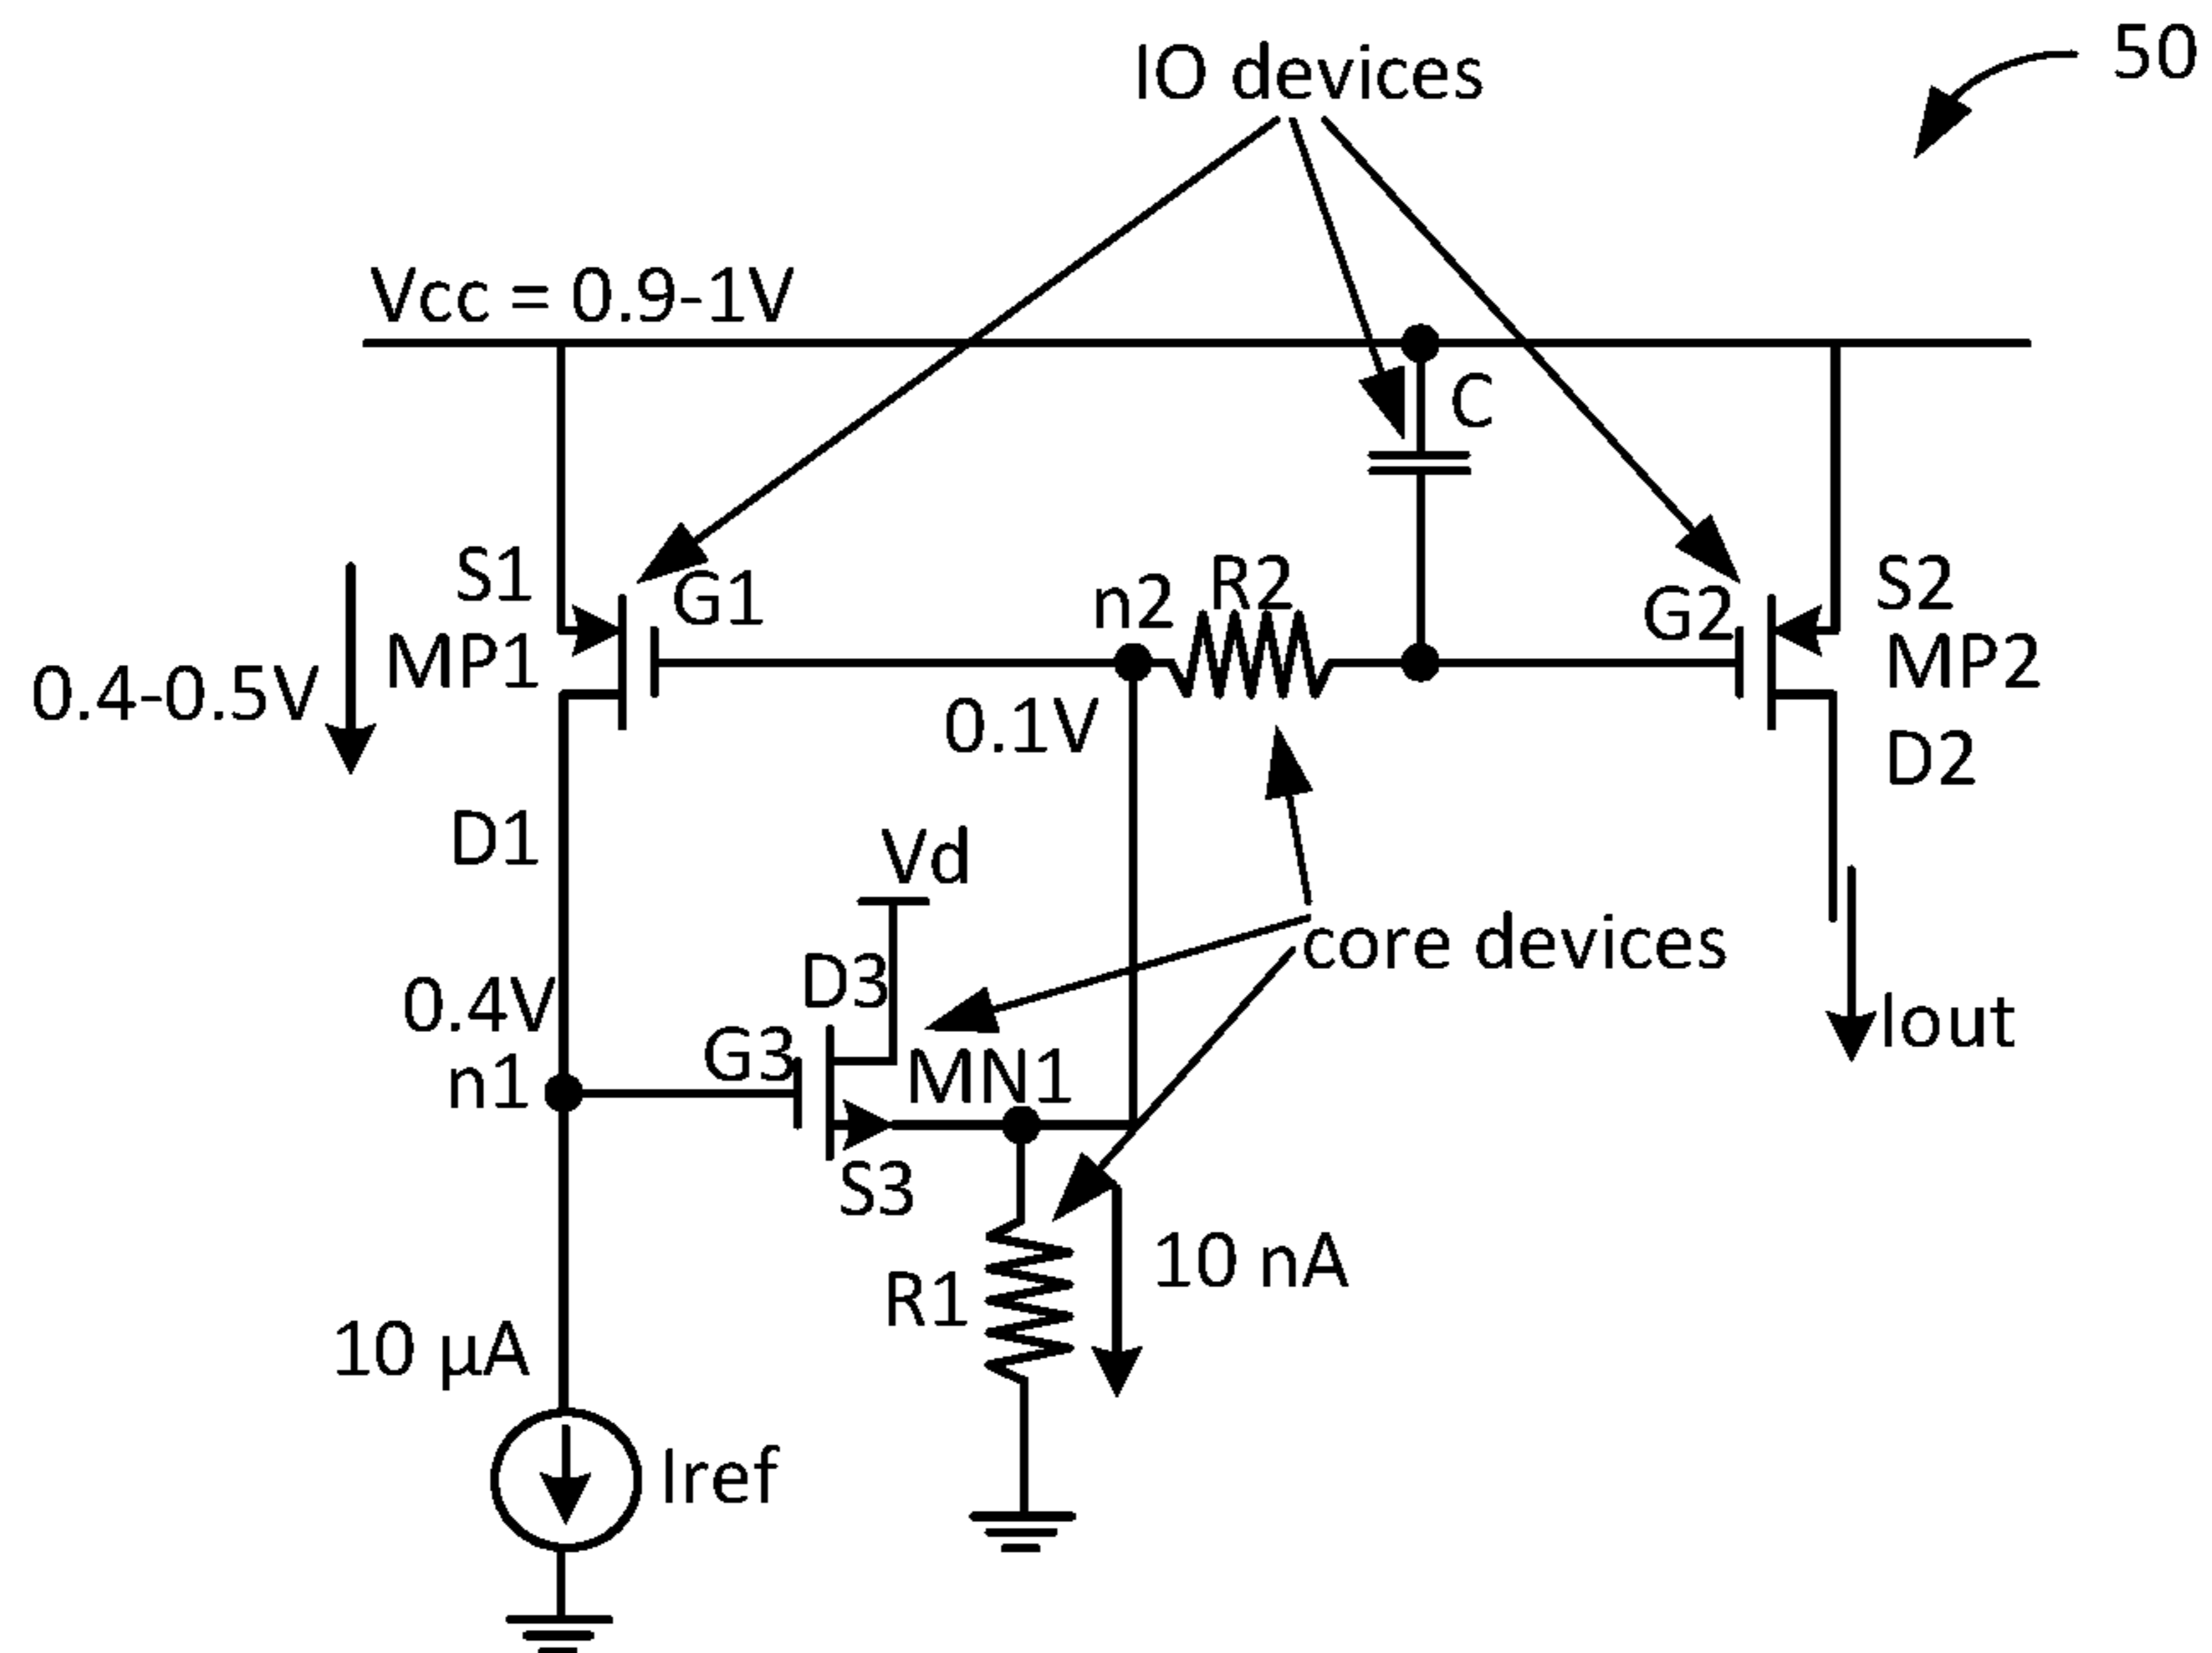 IO devices
50
Vcc = 0.9-1V
C
S1
G1
MP1
0.4-0.5V
n2
R2
0.1V
G2
S2
MP2
D2
D1
Vd
D3
core devices
0.4V
n1
G3
MN1
S3
Iout
R1
10 nA
10 µA
Iref